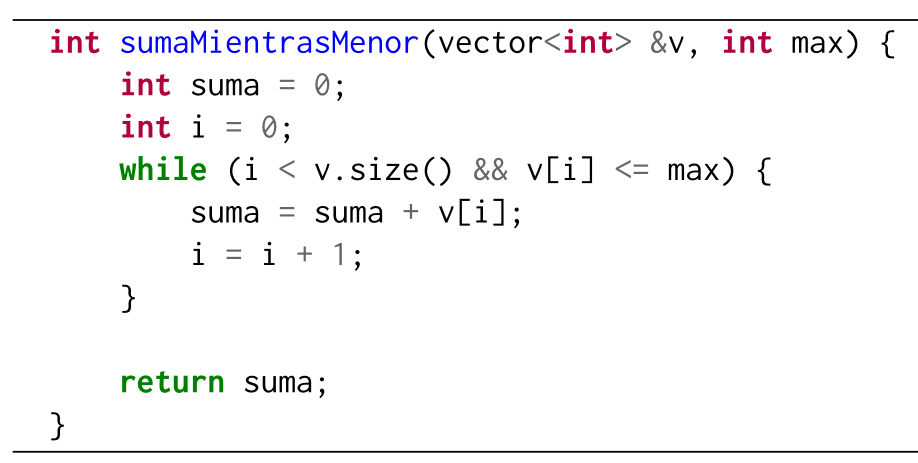 int sumaMientrasMenor(vector<int> &v, int max) {
    int suma = 0;
    int i = 0;
    while (i < v.size() && v[i] <= max) {
        suma = suma + v[i];
        i = i + 1;
    }

    return suma;
}